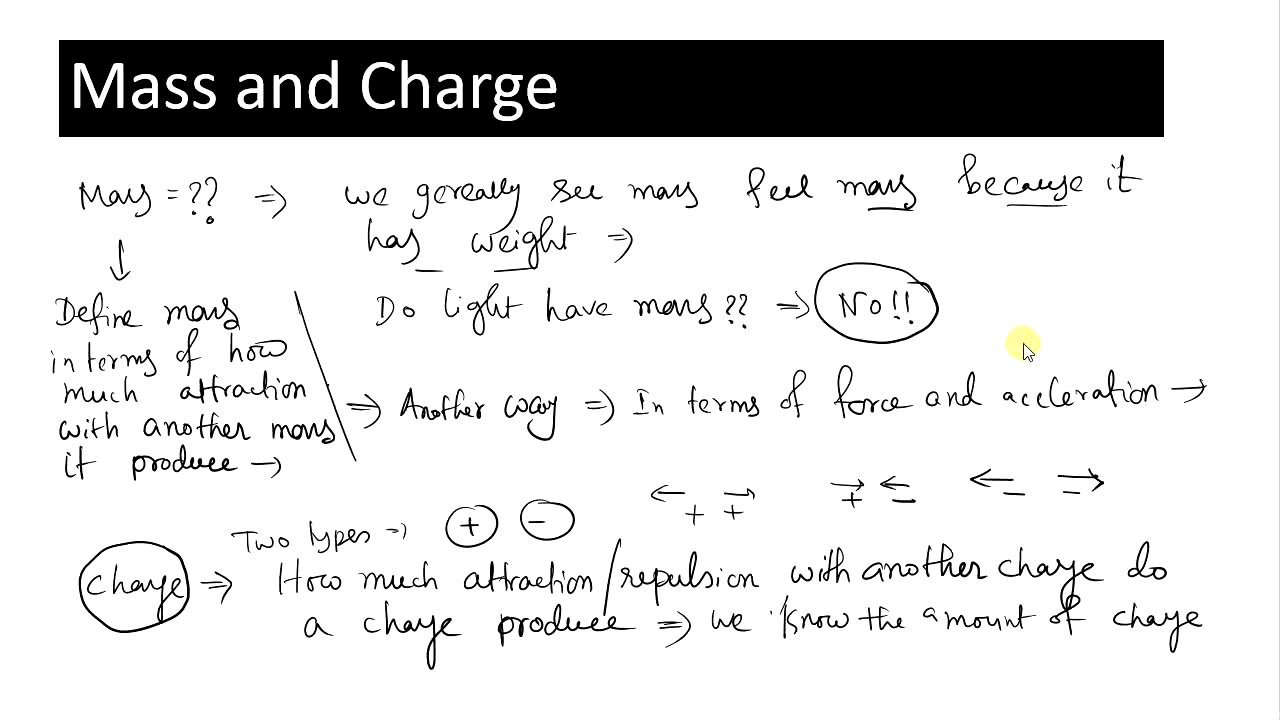 Mass and Charge
Mass = ?? ⇒ we gereally see mass feel mass because it
has weight ⇒
Do light have mass ?? ⇒ No!!
Define mass
in terms of how
much attraction
with another mass
it produce →
⇒ Another way ⇒ In terms of force and accleration →
← + → + → + ← - ← - → -
Two types ⇒ + -
Charge ⇒ How much attraction/repulsion with another charge do
a charge produce ⇒ we know the amount of charge